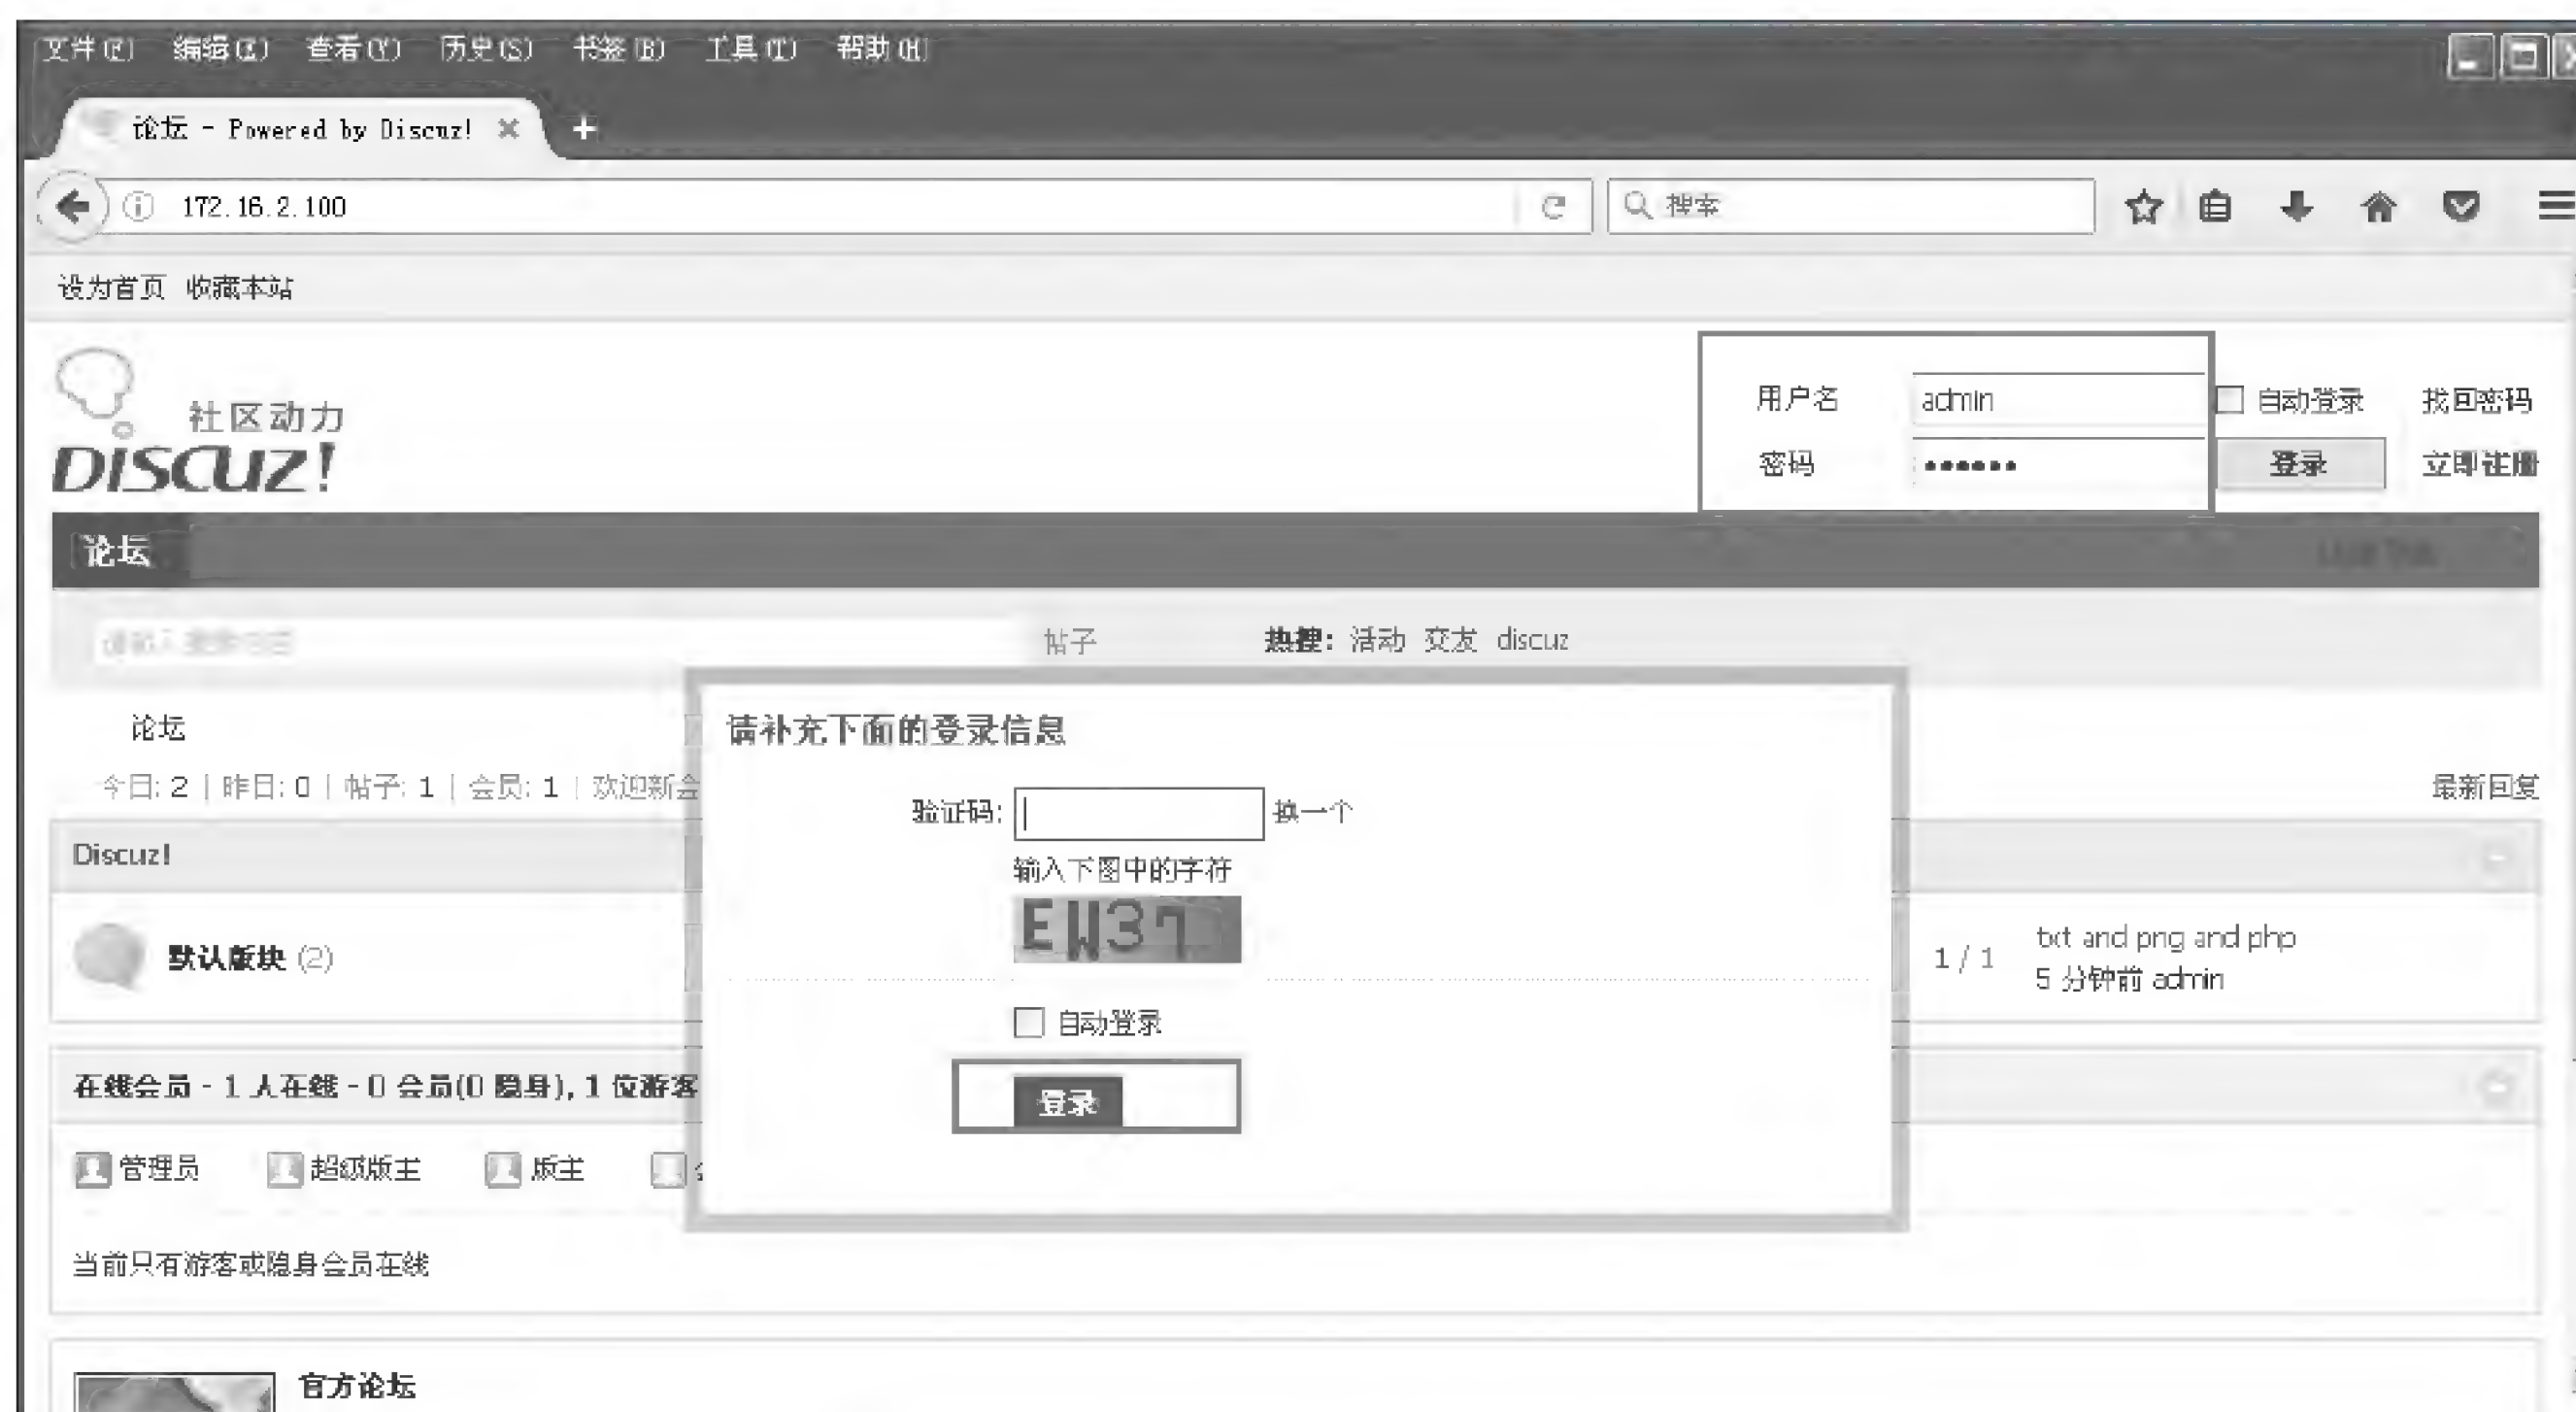 文件(F) 编辑(E) 查看(V) 历史(S) 书签(B) 工具(T) 帮助(H)
论坛 - Powered by Discuz!
172.16.2.100 搜索
设为首页 收藏本站
社区动力
DISCUZ!
用户名 admin 自动登录 找回密码
密码 •••••• 登录 立即注册
论坛
帖子 热搜: 活动 交友 discuz
论坛
请补充下面的登录信息
今日: 2 | 昨日: 0 | 帖子: 1 | 会员: 1 | 欢迎新会 最新回复
验证码: 换一个
Discuz!
输入下图中的字符
EW37
默认版块 (2)
1 / 1
txt and png and php
5 分钟前 admin
自动登录
在线会员 - 1 人在线 - 0 会员(0 隐身), 1 位游客
登录
管理员 超级版主 版主
当前只有游客或隐身会员在线
官方论坛